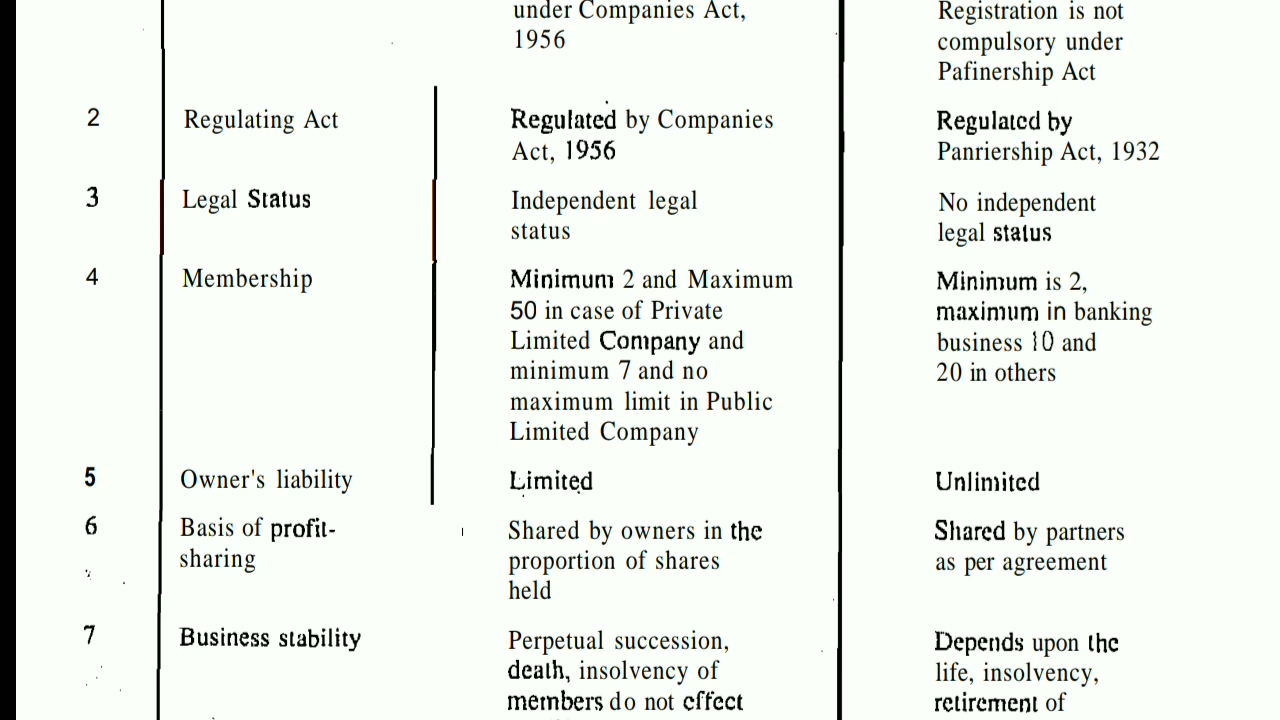 under Companies Act,
1956
Registration is not
compulsory under
Pafinership Act
2 Regulating Act
Regulated by Companies
Act, 1956
Regulated by
Panriership Act, 1932
3 Legal Status
Independent legal
status
No independent
legal status
4 Membership
Minimum 2 and Maximum
50 in case of Private
Limited Company and
minimum 7 and no
maximum limit in Public
Limited Company
Minimum is 2,
maximum in banking
business 10 and
20 in others
5 Owner's liability
Limited
Unlimited
6 Basis of profit-
sharing
Shared by owners in the
proportion of shares
held
Shared by partners
as per agreement
7 Business stability
Perpetual succession,
death, insolvency of
members do not effect
Depends upon the
life, insolvency,
retirement of